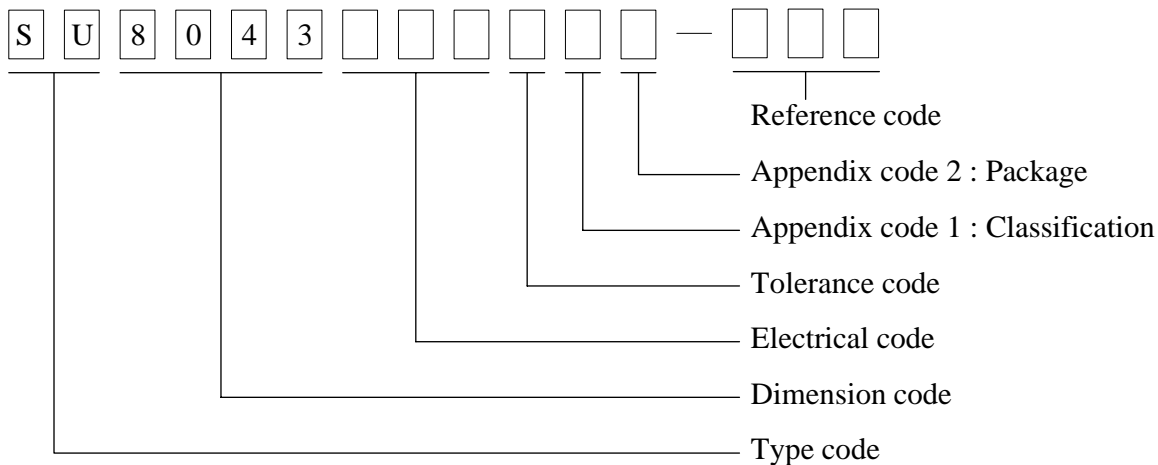 S U 8 0 4 3 —
Reference code
Appendix code 2 : Package
Appendix code 1 : Classification
Tolerance code
Electrical code
Dimension code
Type code